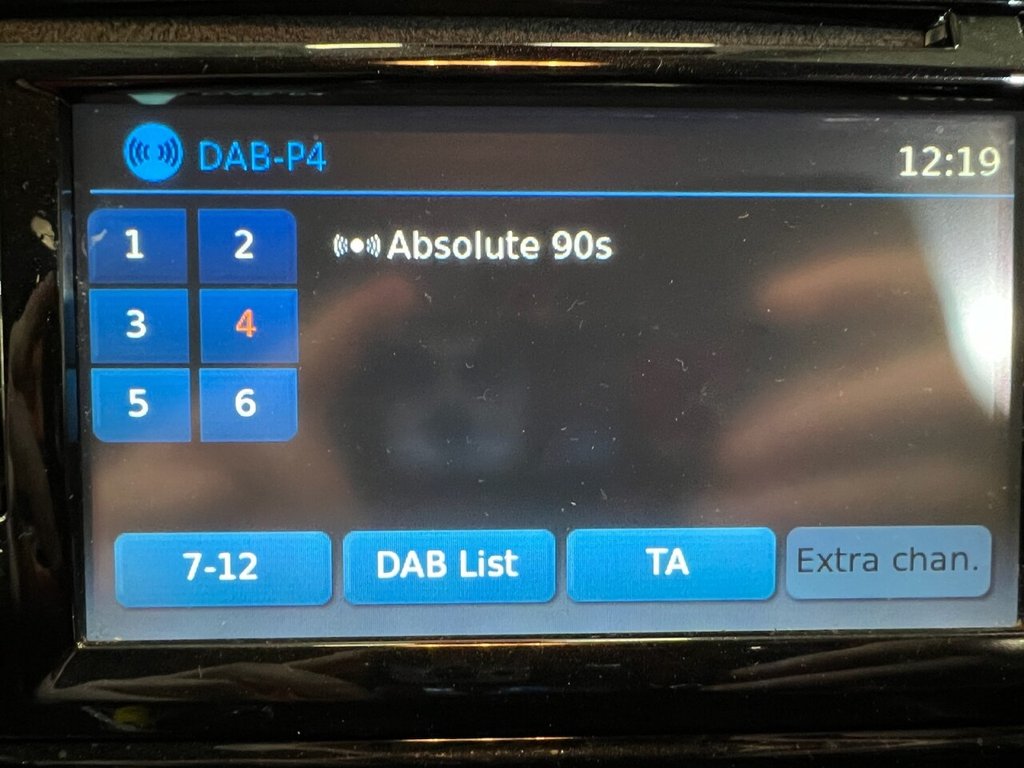 DAB-P4
12:19
1 2
Absolute 90s
3 4
5 6
7-12 DAB List TA Extra chan.